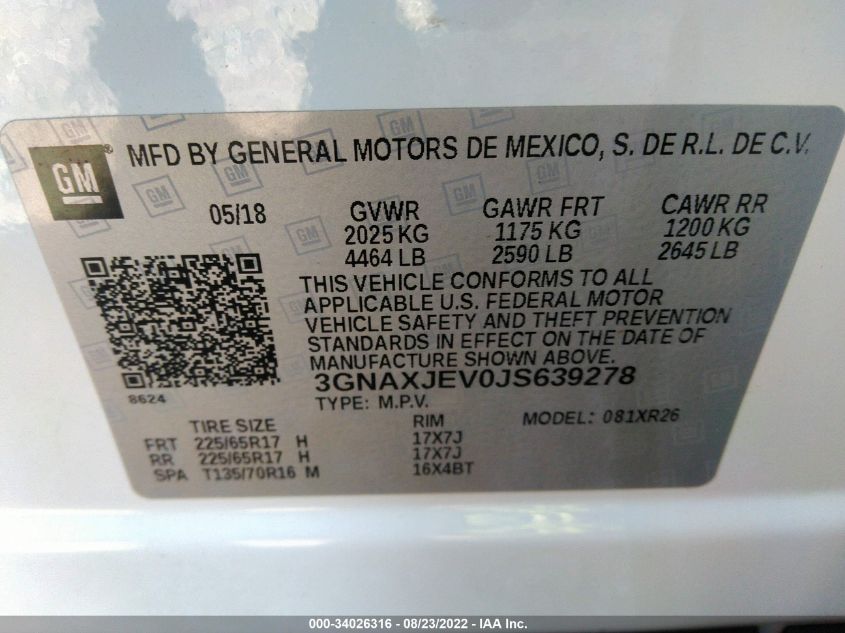 GM
MFD BY GENERAL MOTORS DE MEXICO, S. DE R.L. DE C.V.
05/18 GVWR GAWR FRT CAWR RR
2025 KG 1175 KG 1200 KG
4464 LB 2590 LB 2645 LB
THIS VEHICLE CONFORMS TO ALL
APPLICABLE U.S. FEDERAL MOTOR
VEHICLE SAFETY AND THEFT PREVENTION
STANDARDS IN EFFECT ON THE DATE OF
MANUFACTURE SHOWN ABOVE.
3GNAXJEV0JS639278
8624
TYPE: M.P.V.
TIRE SIZE RIM MODEL: 081XR26
FRT 225/65R17 H 17X7J
RR 225/65R17 H 17X7J
SPA T135/70R16 M 16X4BT
000-34026316 - 08/23/2022 - IAA Inc.